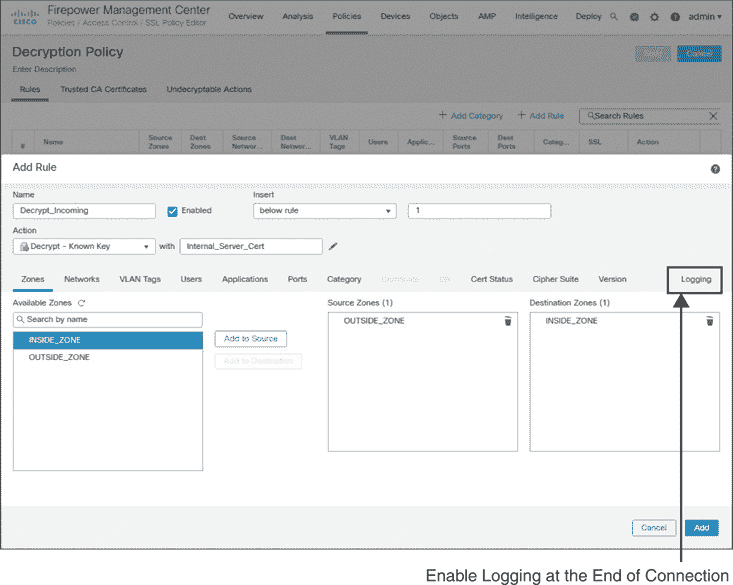 CISCO
Firepower Management Center
Policies / Access Control / SSL Policy Editor
Overview Analysis Policies Devices Objects AMP Intelligence Deploy admin
Decryption Policy
Enter Description
Cancel
Rules Trusted CA Certificates Undecryptable Actions
+ Add Category + Add Rule Search Rules X
# Name Source Zones Dest Zones Source Networ... Dest Networ... VLAN Tags Users Applic... Source Ports Dest Ports Categ... SSL Action
Add Rule
Name Insert
Decrypt_Incoming Enabled below rule 1
Action
Decrypt - Known Key with Internal_Server_Cert
Zones Networks VLAN Tags Users Applications Ports Category Cert Status Cipher Suite Version Logging
Available Zones Source Zones (1) Destination Zones (1)
Search by name OUTSIDE_ZONE INSIDE_ZONE
INSIDE_ZONE Add to Source
OUTSIDE_ZONE Add to Destination
Cancel Add
Enable Logging at the End of Connection